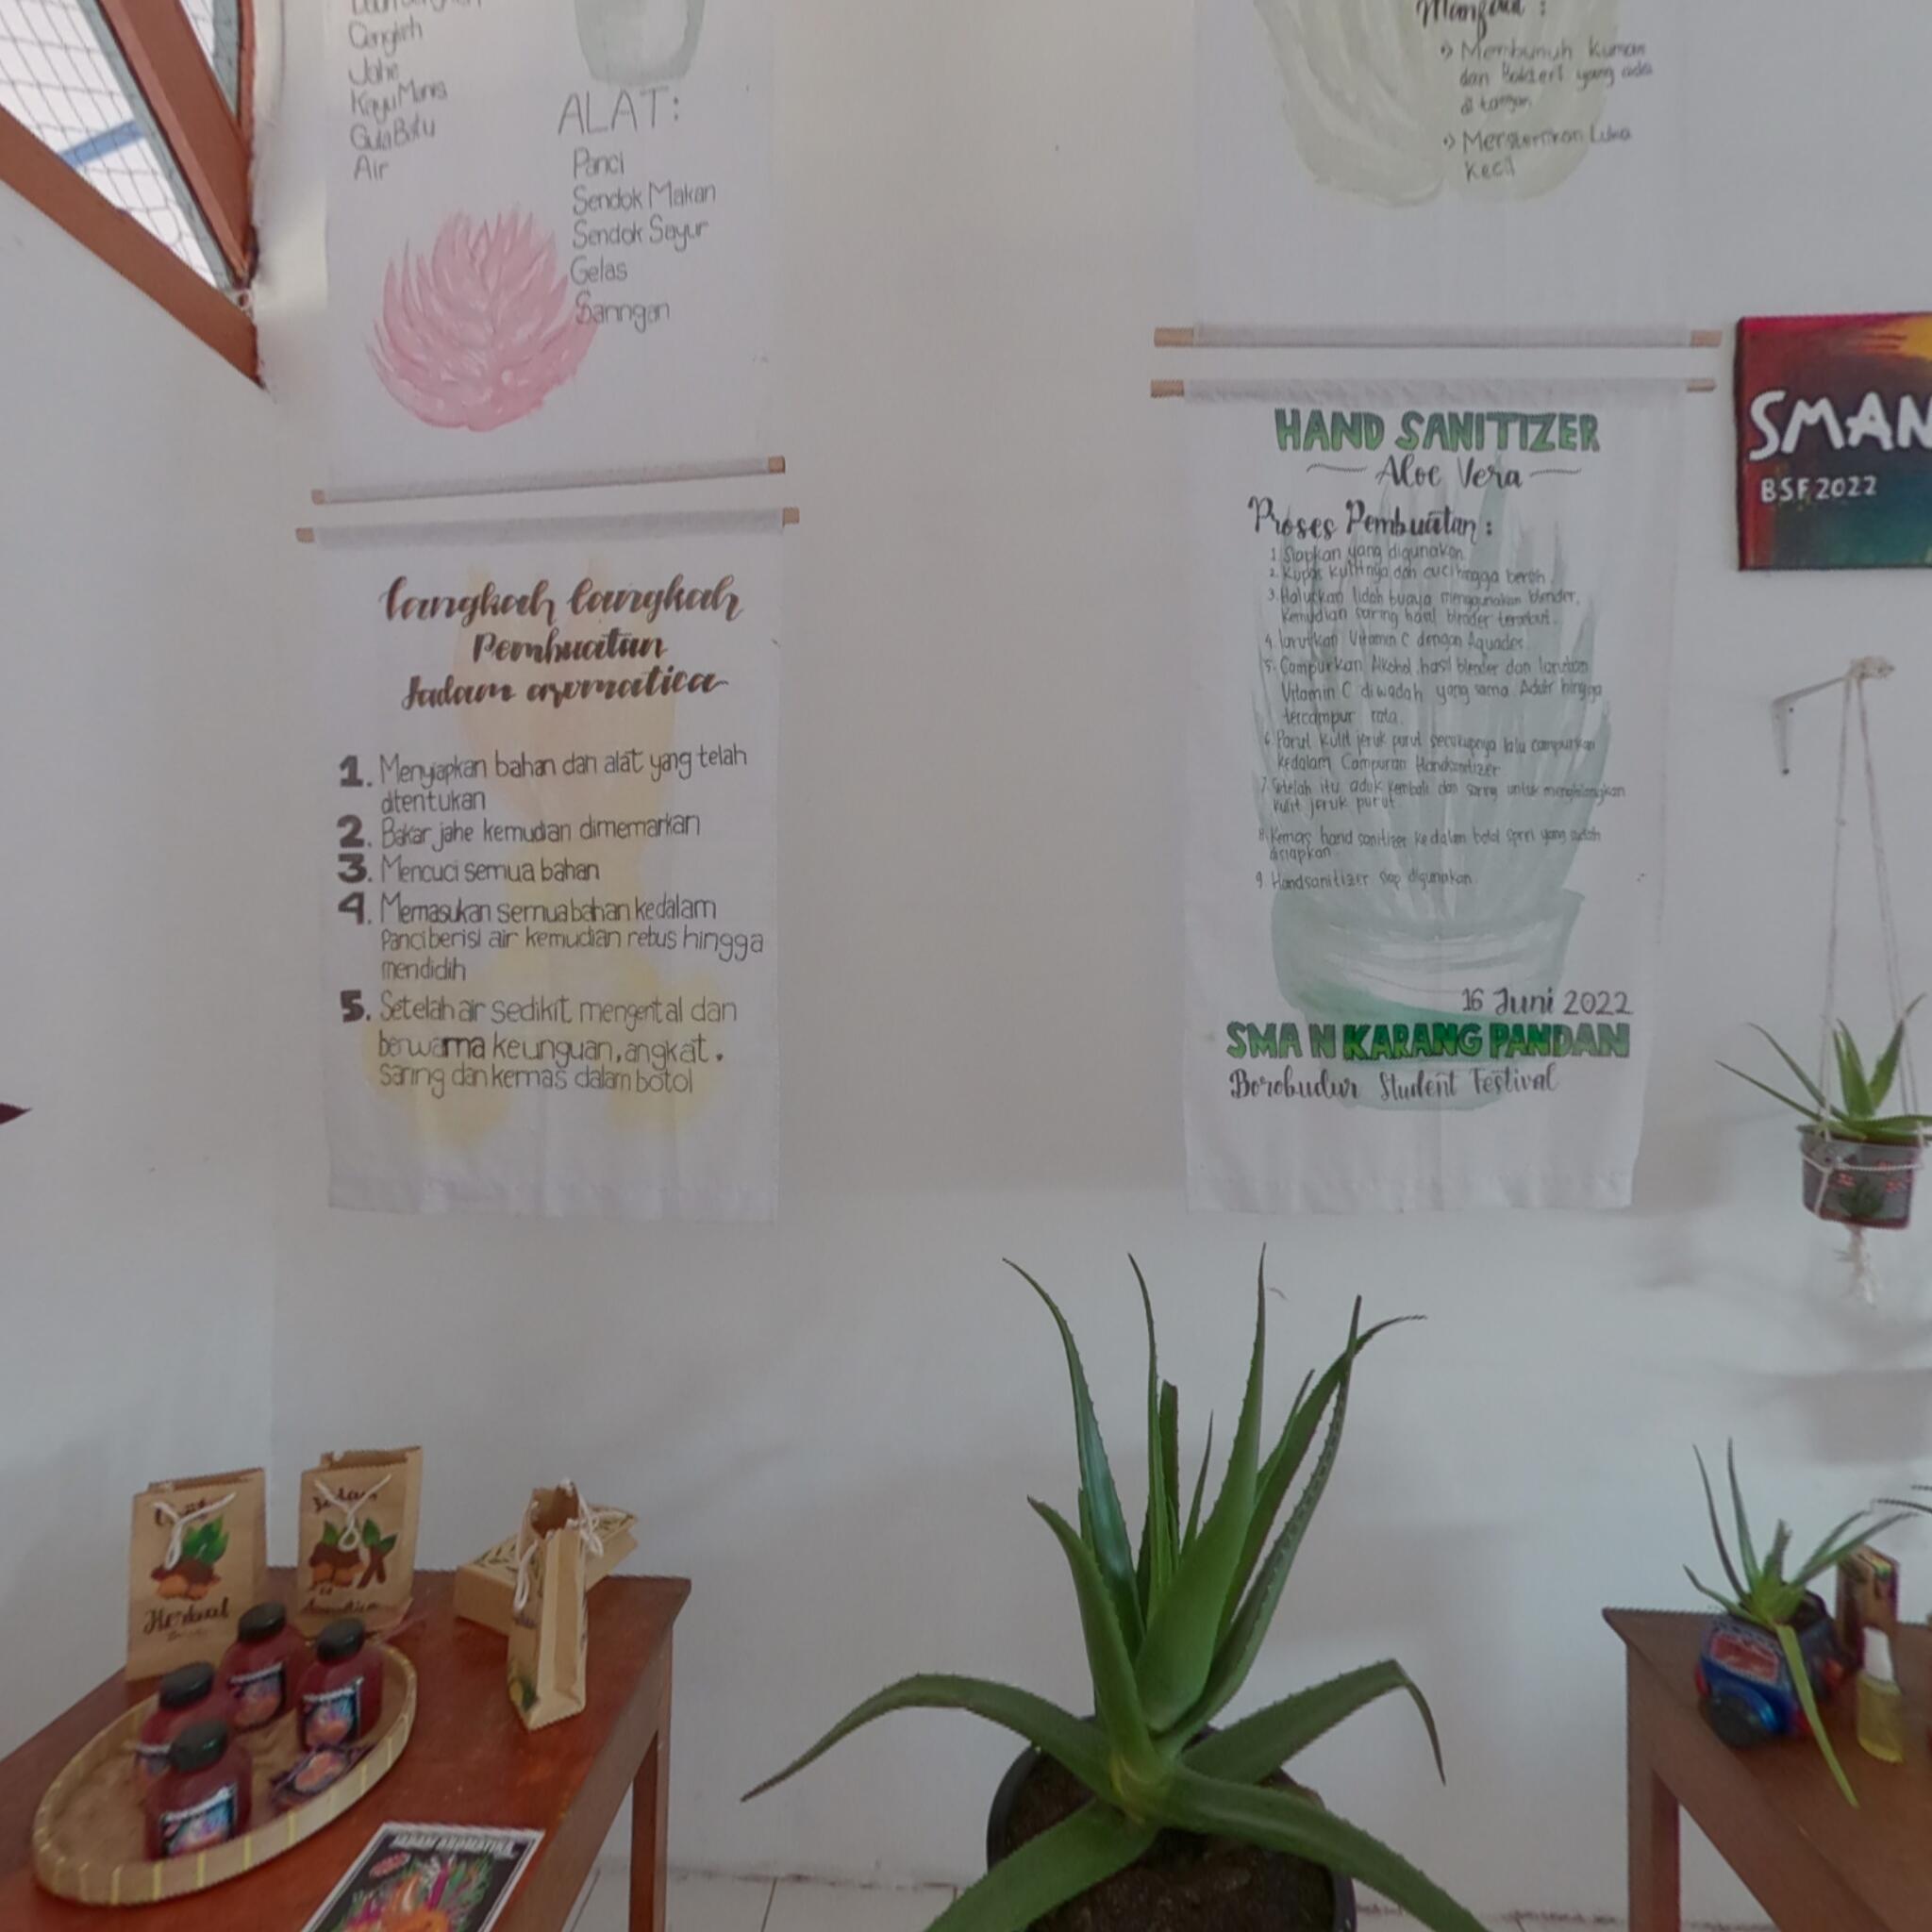 Cengkeh
Jahe
Kayu Manis
Gula Batu
Air
ALAT:
Panci
Sendok Makan
Sendok Sayur
Gelas
Saringan
Langkah langkah
Pembuatan
Jadam aromatica
1. Menyiapkan bahan dan alat yang telah
ditentukan
2. Bakar jahe kemudian dimemarkan
3. Mencuci semua bahan
4. Memasukan semua bahan kedalam
Panci berisi air kemudian rebus hingga
mendidih
5. Setelah air sedikit mengental dan
berwarna keunguan, angkat.
saring dan kemas dalam botol
Manfaat :
Membunuh kuman
dan Bakteri yang ada
di tangan
Kecil
HAND SANITIZER
Aloe Vera
Proses Pembuatan :
1. Siapkan yang digunakan
2. Kupas kulitnya dan cuci hingga bersih
3. Haluskan lidah buaya menggunakan blender,
Kemudian saring hasil blender tersebut.
4. larutkan Vitamin C dengan Aquades
5. Campurkan Alkohol, hasil blender dan larutan
Vitamin C di wadah yang sama. Aduk hingga
tercampur rata.
6. Parut kulit jeruk purut secukupnya lalu campurkan
kedalam Campuran Handsanitizer
7. Setelah itu aduk kembali dan saring untuk menghilangkan
kulit jeruk purut
8. Kemas hand sanitizer kedalam botol yang sudah
disiapkan
9. Handsanitizer siap digunakan
16 Juni 2022
SMA N KARANG PANDAN
Borobudur Student Festival
SMAN
BSF 2022
Herbal
JADAM AROMATIKA